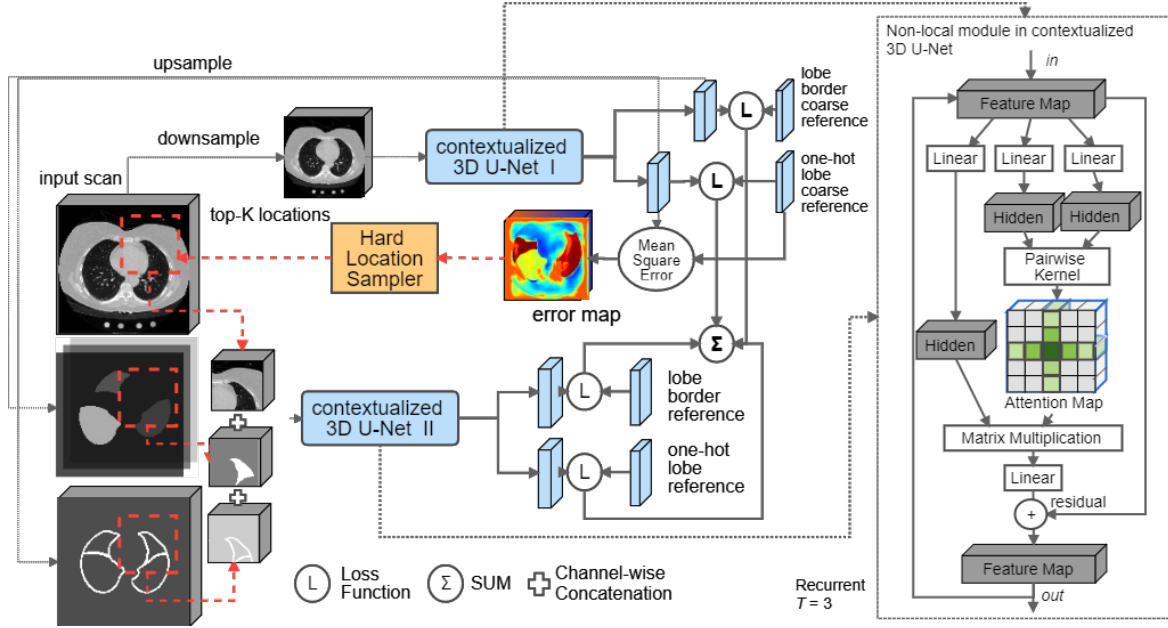 upsample
downsample
input scan
top-K locations
contextualized
3D U-Net I
lobe
border
coarse
reference
L
one-hot
lobe
coarse
reference
L
Hard
Location
Sampler
error map
Mean
Square
Error
Σ
contextualized
3D U-Net II
L
lobe
border
reference
L
one-hot
lobe
reference
L
Loss
Function
Σ
SUM
Channel-wise
Concatenation
Recurrent
T = 3
Non-local module in contextualized
3D U-Net
in
Feature Map
Linear
Linear
Linear
Hidden
Hidden
Pairwise
Kernel
Hidden
Attention Map
Matrix Multiplication
Linear
residual
+
Feature Map
out